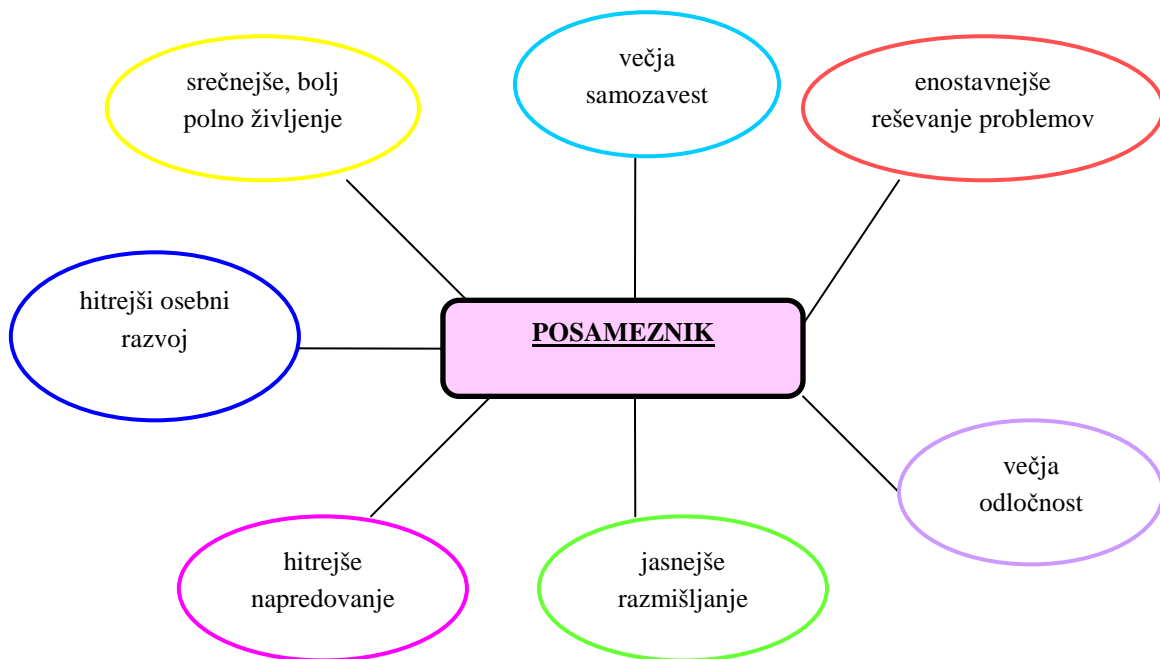 srečnejše, bolj
polno življenje
večja
samozavest
enostavnejše
reševanje problemov
hitrejši osebni
razvoj
POSAMEZNIK
večja
odločnost
hitrejše
napredovanje
jasnejše
razmišljanje